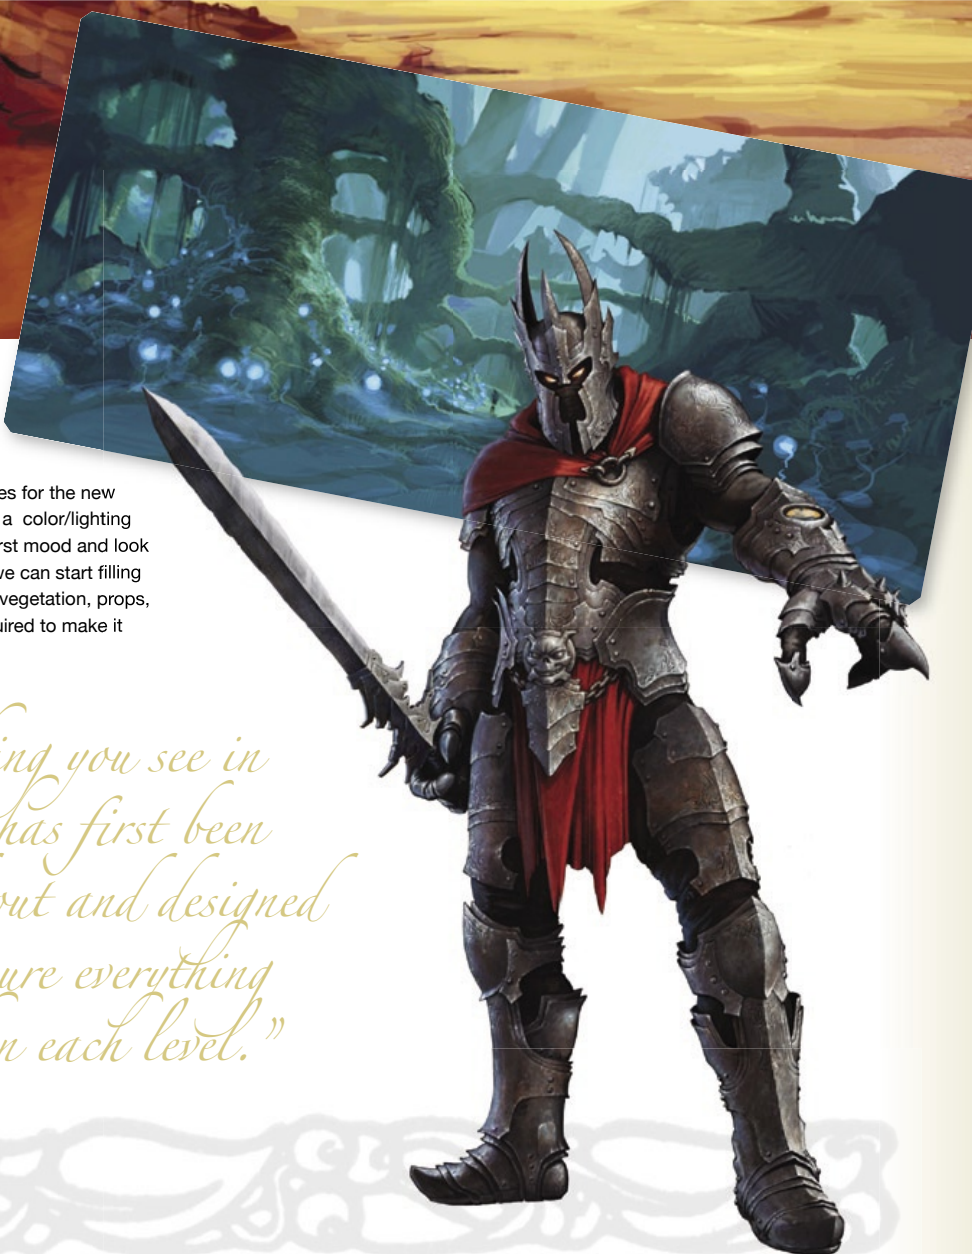 es for the new
a color/lighting
rst mood and look
ve can start filling
vegetation, props,
uired to make it
ing you see in
has first been
out and designed
ure everything
n each level.”